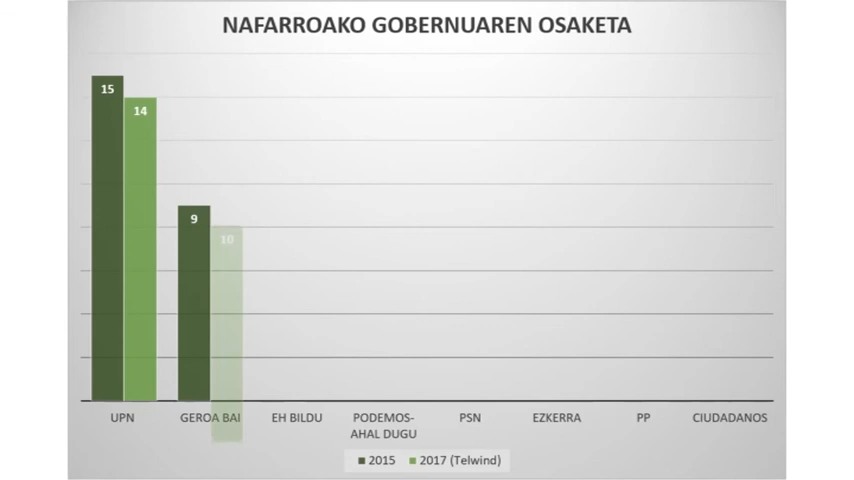 NAFARROAKO GOBERNUAREN OSAKETA
15
14
9
10
UPN
GEROA BAI
EH BILDU
PODEMOS-
AHAL DUGU
PSN
EZKERRA
PP
CIUDADANOS
2015
2017 (Telwind)